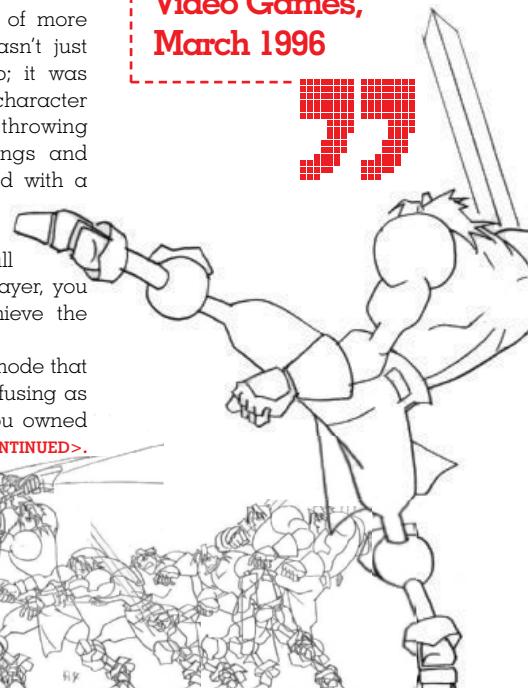 of more
asn't just
o; it was
character
throwing
ngs and
d with a
ll
ayer, you
hieve the
node that
fusing as
u owned
NTINUED>.
Video Games,
March 1996
”